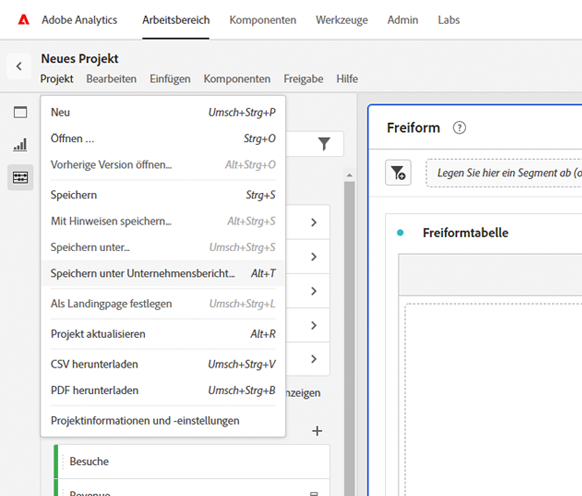 Adobe Analytics Arbeitsbereich Komponenten Werkzeuge Admin Labs
Neues Projekt
Projekt Bearbeiten Einfügen Komponenten Freigabe Hilfe
Neu Umsch+Strg+P
Öffnen ... Strg+O
Vorherige Version öffnen... Alt+Strg+O
Speichern Strg+S
Mit Hinweisen speichern... Alt+Strg+S
Speichern unter... Umsch+Strg+S
Speichern unter Unternehmensbericht... Alt+T
Als Landingpage festlegen Umsch+Strg+L
Projekt aktualisieren Alt+R
CSV herunterladen Umsch+Strg+V
PDF herunterladen Umsch+Strg+B
Projektinformationen und -einstellungen
nzeigen
Besuche
Revenue
Freiform ?
Legen Sie hier ein Segment ab (o
Freiformtabelle